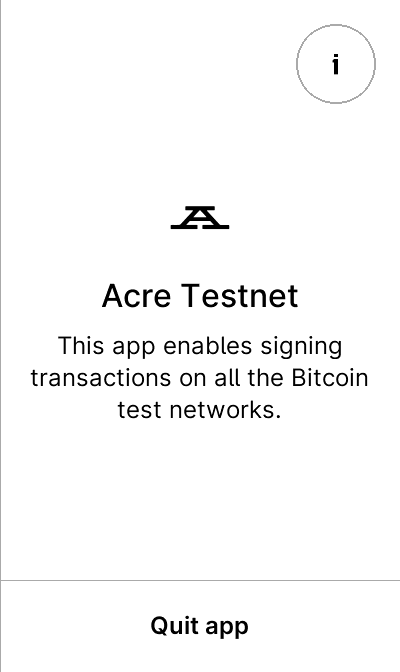 i
Acre Testnet
This app enables signing
transactions on all the Bitcoin
test networks.
Quit app